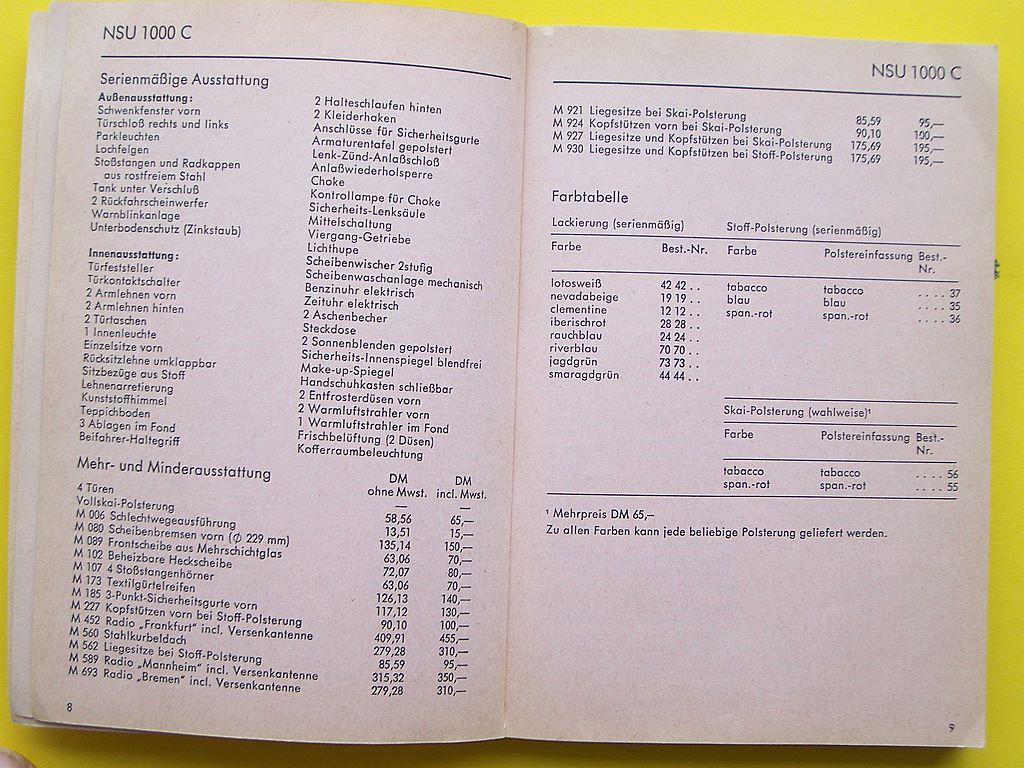 NSU 1000 C
Serienmäßige Ausstattung
Außenausstattung:
Schwenkfenster vorn
Türschloß rechts und links
Parkleuchten
Lochfelgen
Stoßstangen und Radkappen
aus rostfreiem Stahl
Tank unter Verschluß
2 Rückfahrscheinwerfer
Warnblinkanlage
Unterbodenschutz (Zinkstaub)
Innenausstattung:
Türfeststeller
Türkontaktschalter
2 Armlehnen vorn
2 Armlehnen hinten
2 Türtaschen
1 Innenleuchte
Einzelsitze vorn
Rücksitzlehne umklappbar
Sitzbezüge aus Stoff
Lehnenarretierung
Kunststoffhimmel
Teppichboden
3 Ablagen im Fond
Beifahrer-Haltegriff
2 Halteschlaufen hinten
2 Kleiderhaken
Anschlüsse für Sicherheitsgurte
Armaturentafel gepolstert
Lenk-Zünd-Anlaßschloß
Anlaßwiederholsperre
Choke
Kontrollampe für Choke
Sicherheits-Lenksäule
Mittelschaltung
Viergang-Getriebe
Lichthupe
Scheibenwischer 2stufig
Scheibenwaschanlage mechanisch
Benzinuhr elektrisch
Zeituhr elektrisch
2 Aschenbecher
Steckdose
2 Sonnenblenden gepolstert
Sicherheits-Innenspiegel blendfrei
Make-up-Spiegel
Handschuhkasten schließbar
2 Entfrosterdüsen vorn
2 Warmluftstrahler vorn
1 Warmluftstrahler im Fond
Frischbelüftung (2 Düsen)
Kofferraumbeleuchtung
Mehr- und Minderausstattung
DM DM
ohne Mwst. incl. Mwst.
4 Türen — —
Vollskai-Polsterung 58,56 65,—
M 006 Schlechtwegeausführung 13,51 15,—
M 080 Scheibenbremsen vorn (ϕ 229 mm) 135,14 150,—
M 089 Frontscheibe aus Mehrschichtglas 63,06 70,—
M 102 Beheizbare Heckscheibe 72,07 80,—
M 107 4 Stoßstangenhörner 63,06 70,—
M 173 Textilgürtelreifen 126,13 140,—
M 185 3-Punkt-Sicherheitsgurte vorn 117,12 130,—
M 227 Kopfstützen vorn bei Stoff-Polsterung 90,10 100,—
M 452 Radio „Frankfurt" incl. Versenkantenne 409,91 455,—
M 560 Stahlkurbeldach 279,28 310,—
M 562 Liegesitze bei Stoff-Polsterung 85,59 95,—
M 589 Radio „Mannheim" incl. Versenkantenne 315,32 350,—
M 693 Radio „Bremen" incl. Versenkantenne 279,28 310,—
8
NSU 1000 C
M 921 Liegesitze bei Skai-Polsterung 85,59 95,—
M 924 Kopfstützen vorn bei Skai-Polsterung 90,10 100,—
M 927 Liegesitze und Kopfstützen bei Skai-Polsterung 175,69 195,—
M 930 Liegesitze und Kopfstützen bei Stoff-Polsterung 175,69 195,—
Farbtabelle
Lackierung (serienmäßig)
Farbe Best.-Nr.
lotosweiß 42 42 . .
nevadabeige 19 19 . .
clementine 12 12 . .
iberischrot 28 28 . .
rauchblau 24 24 . .
riverblau 70 70 . .
jagdgrün 73 73 . .
smaragdgrün 44 44 . .
Stoff-Polsterung (serienmäßig)
Farbe Polstereinfassung Best.-
Nr.
tabacco tabacco . . . . 37
blau blau . . . . 35
span.-rot span.-rot . . . . 36
Skai-Polsterung (wahlweise)¹
Farbe Polstereinfassung Best.-
Nr.
tabacco tabacco . . . . 56
span.-rot span.-rot . . . . 55
¹ Mehrpreis DM 65,—
Zu allen Farben kann jede beliebige Polsterung geliefert werden.
9